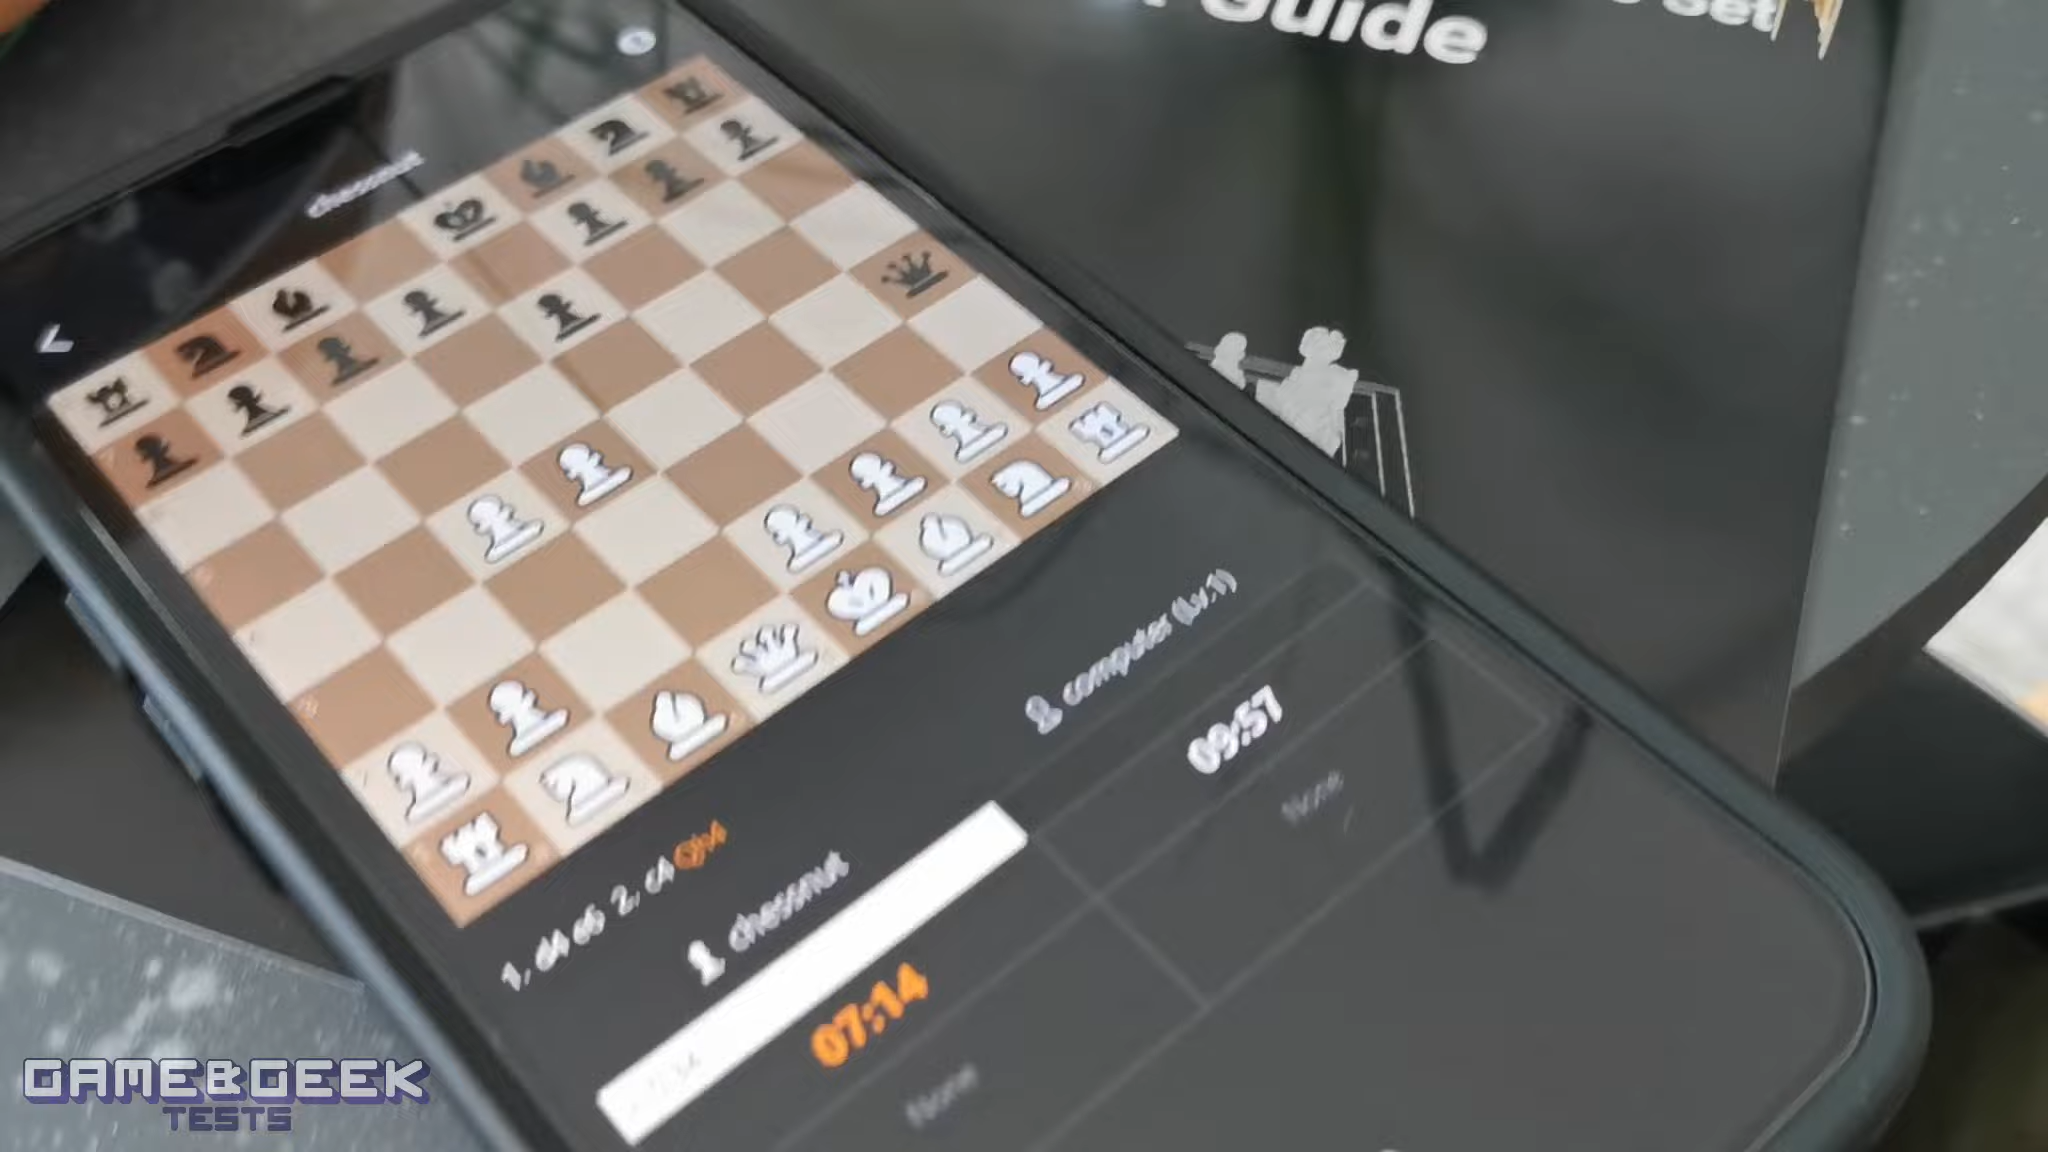 Guide
Set
chessnut
computer (Lv.1)
09:57
None
1. d4 e6 2. c4 Qh4
chessnut
07:14
None
GAME&GEEK
TESTS